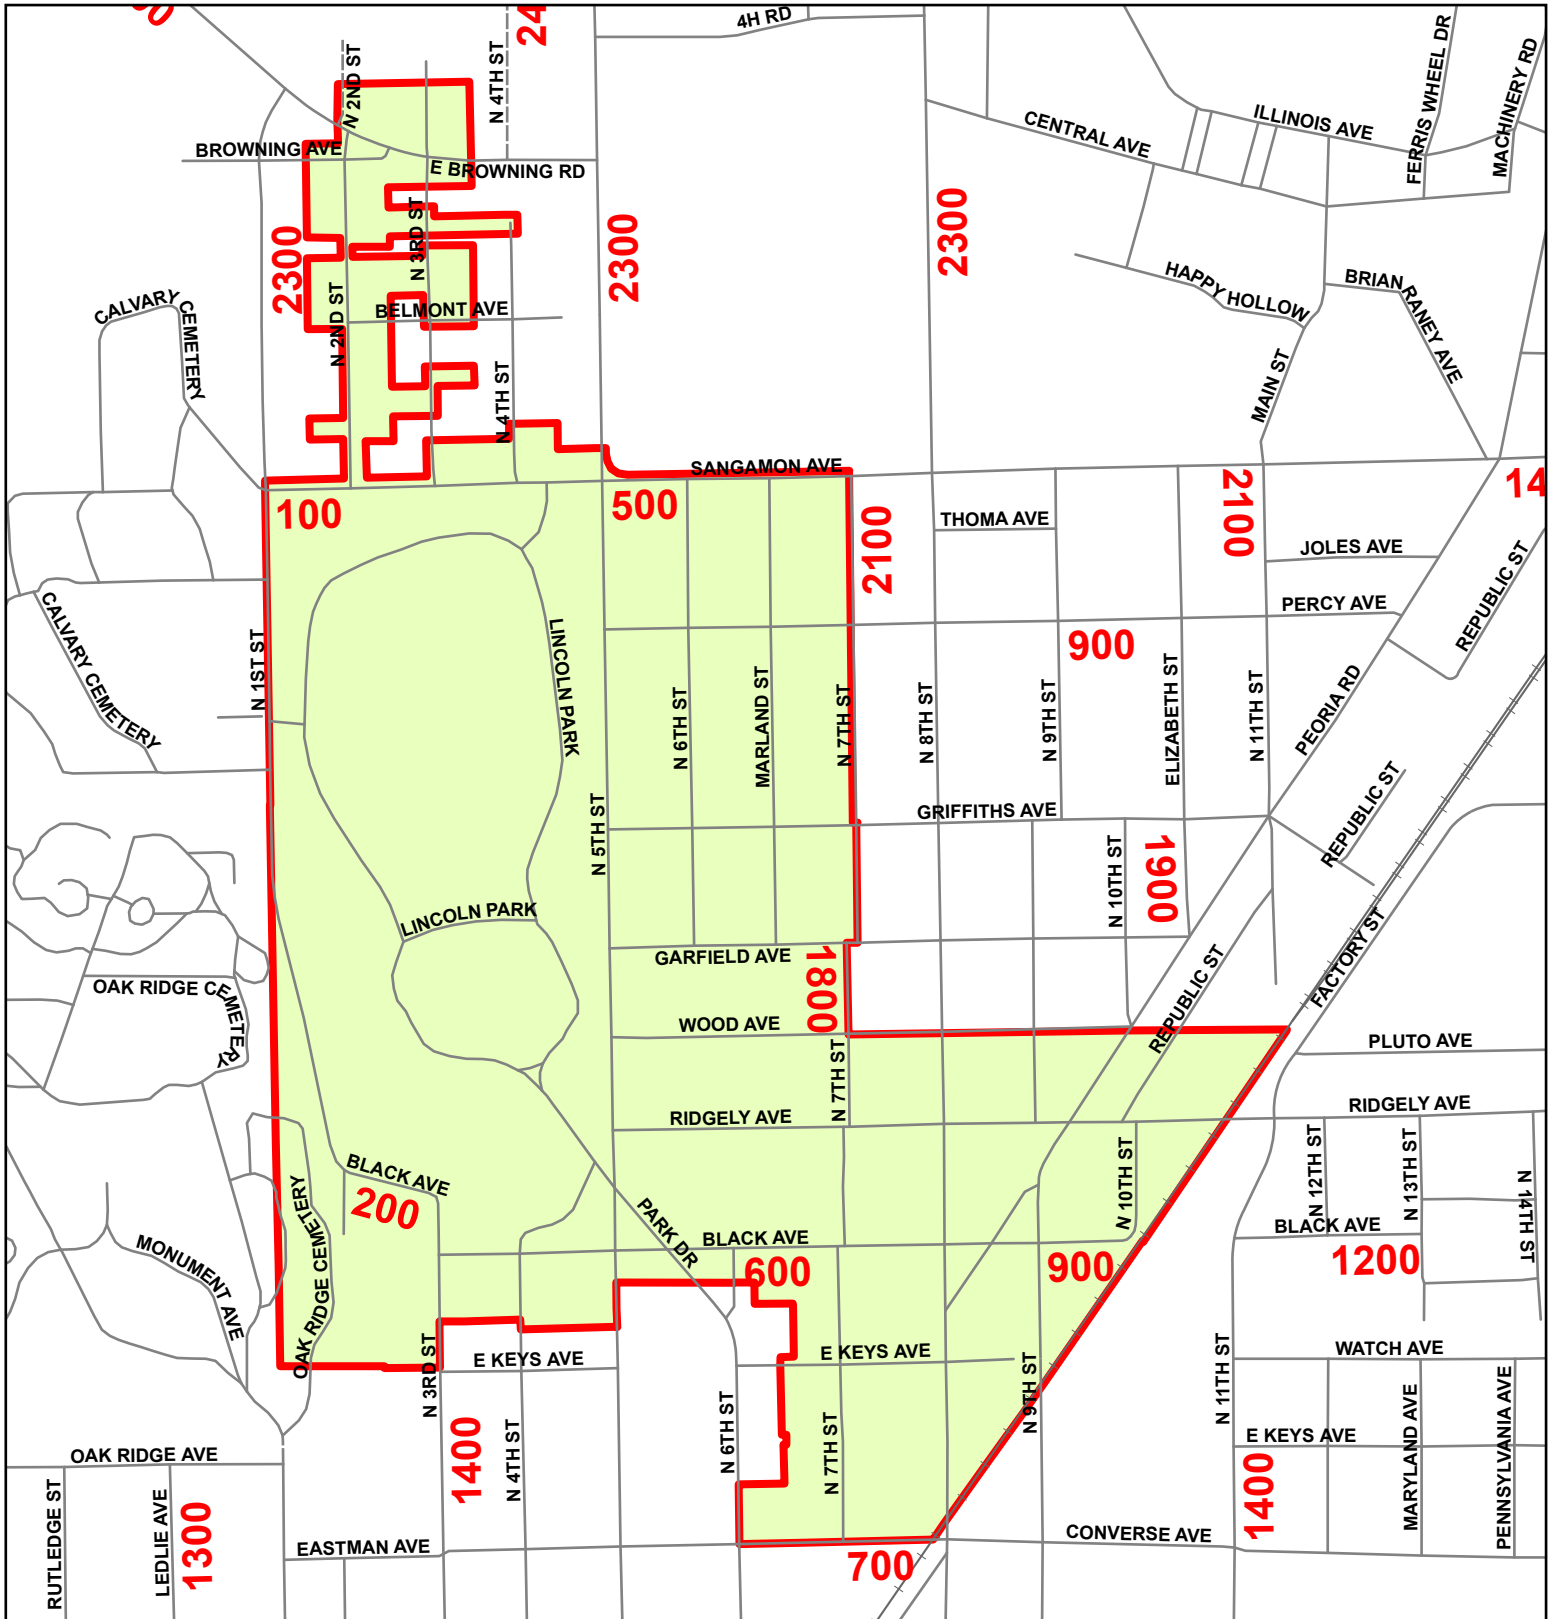 4H RD
24
N 2ND ST
N 4TH ST
FERRIS WHEEL DR
MACHINERY RD
ILLINOIS AVE
CENTRAL AVE
BROWNING AVE
E BROWNING RD
2300
N 3RD ST
2300
2300
HAPPY HOLLOW
BRIAN RANEY AVE
CALVARY CEMETERY
N 2ND ST
BELMONT AVE
MAIN ST
N 4TH ST
SANGAMON AVE
100
500
2100
2100
14
THOMA AVE
JOLES AVE
REPUBLIC ST
PERCY AVE
CALVARY CEMETERY
N 1ST ST
LINCOLN PARK
900
N 6TH ST
MARLAND ST
N 7TH ST
N 8TH ST
N 9TH ST
ELIZABETH ST
N 11TH ST
PEORIA RD
N 5TH ST
GRIFFITHS AVE
REPUBLIC ST
N 10TH ST
1900
LINCOLN PARK
GARFIELD AVE
1800
FACTORY ST
REPUBLIC ST
OAK RIDGE CEMETERY
WOOD AVE
PLUTO AVE
N 7TH ST
RIDGELY AVE
RIDGELY AVE
BLACK AVE
200
OAK RIDGE CEMETERY
N 10TH ST
N 12TH ST
N 13TH ST
N 14TH ST
PARK DR
BLACK AVE
BLACK AVE
MONUMENT AVE
600
900
1200
E KEYS AVE
E KEYS AVE
WATCH AVE
N 3RD ST
N 9TH ST
N 11TH ST
1400
N 4TH ST
N 6TH ST
N 7TH ST
E KEYS AVE
MARYLAND AVE
PENNSYLVANIA AVE
OAK RIDGE AVE
RUTLEDGE ST
LEDLIE AVE
1300
1400
EASTMAN AVE
CONVERSE AVE
700